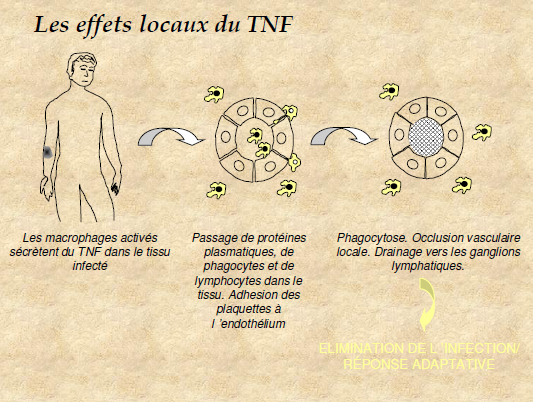 Les effets locaux du TNF
Les macrophages activés
sécrètent du TNF dans le tissu
infecté
Passage de protéines
plasmatiques, de
phagocytes et de
lymphocytes dans le
tissu. Adhesion des
plaquettes à
l 'endothélium
Phagocytose. Occlusion vasculaire
locale. Drainage vers les ganglions
lymphatiques.
ELIMINATION DE L 'INFECTION/
RÉPONSE ADAPTATIVE